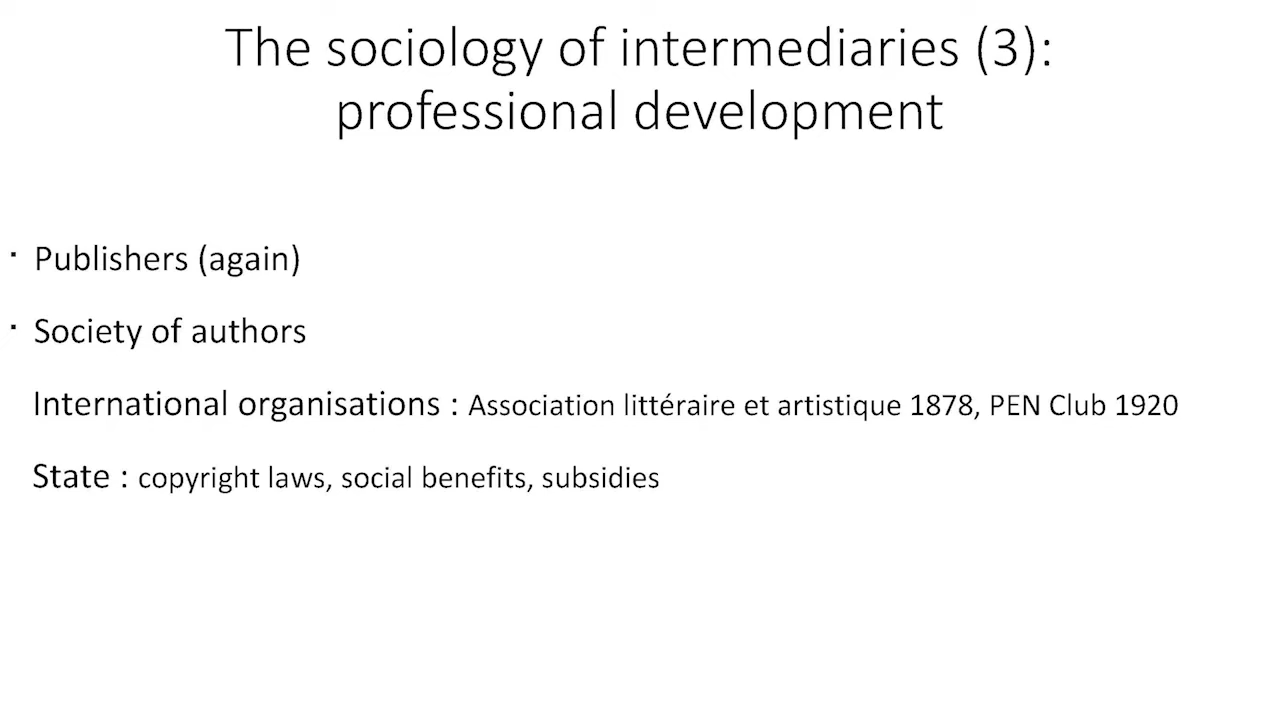 The sociology of intermediaries (3):
professional development
· Publishers (again)
· Society of authors
International organisations : Association littéraire et artistique 1878, PEN Club 1920
State : copyright laws, social benefits, subsidies